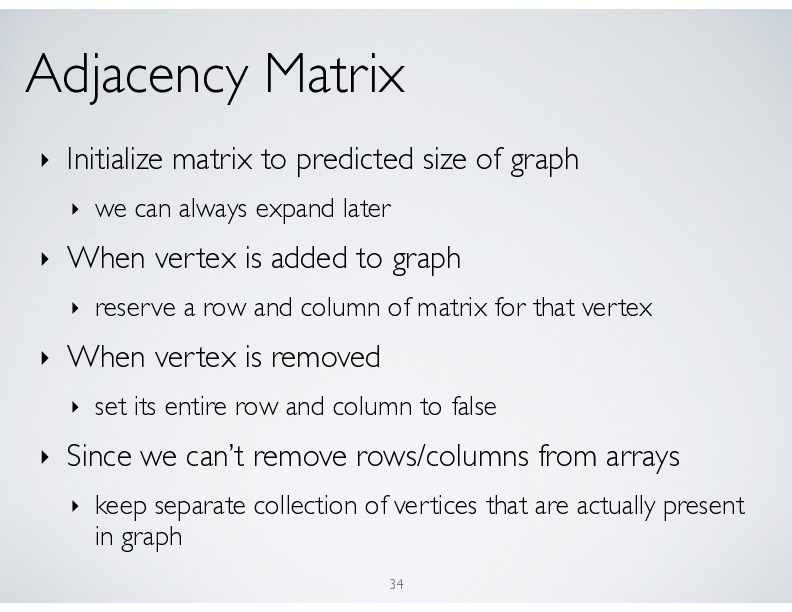 Adjacency Matrix
‣ Initialize matrix to predicted size of graph
‣ we can always expand later
‣ When vertex is added to graph
‣ reserve a row and column of matrix for that vertex
‣ When vertex is removed
‣ set its entire row and column to false
‣ Since we can’t remove rows/columns from arrays
‣ keep separate collection of vertices that are actually present
in graph
34